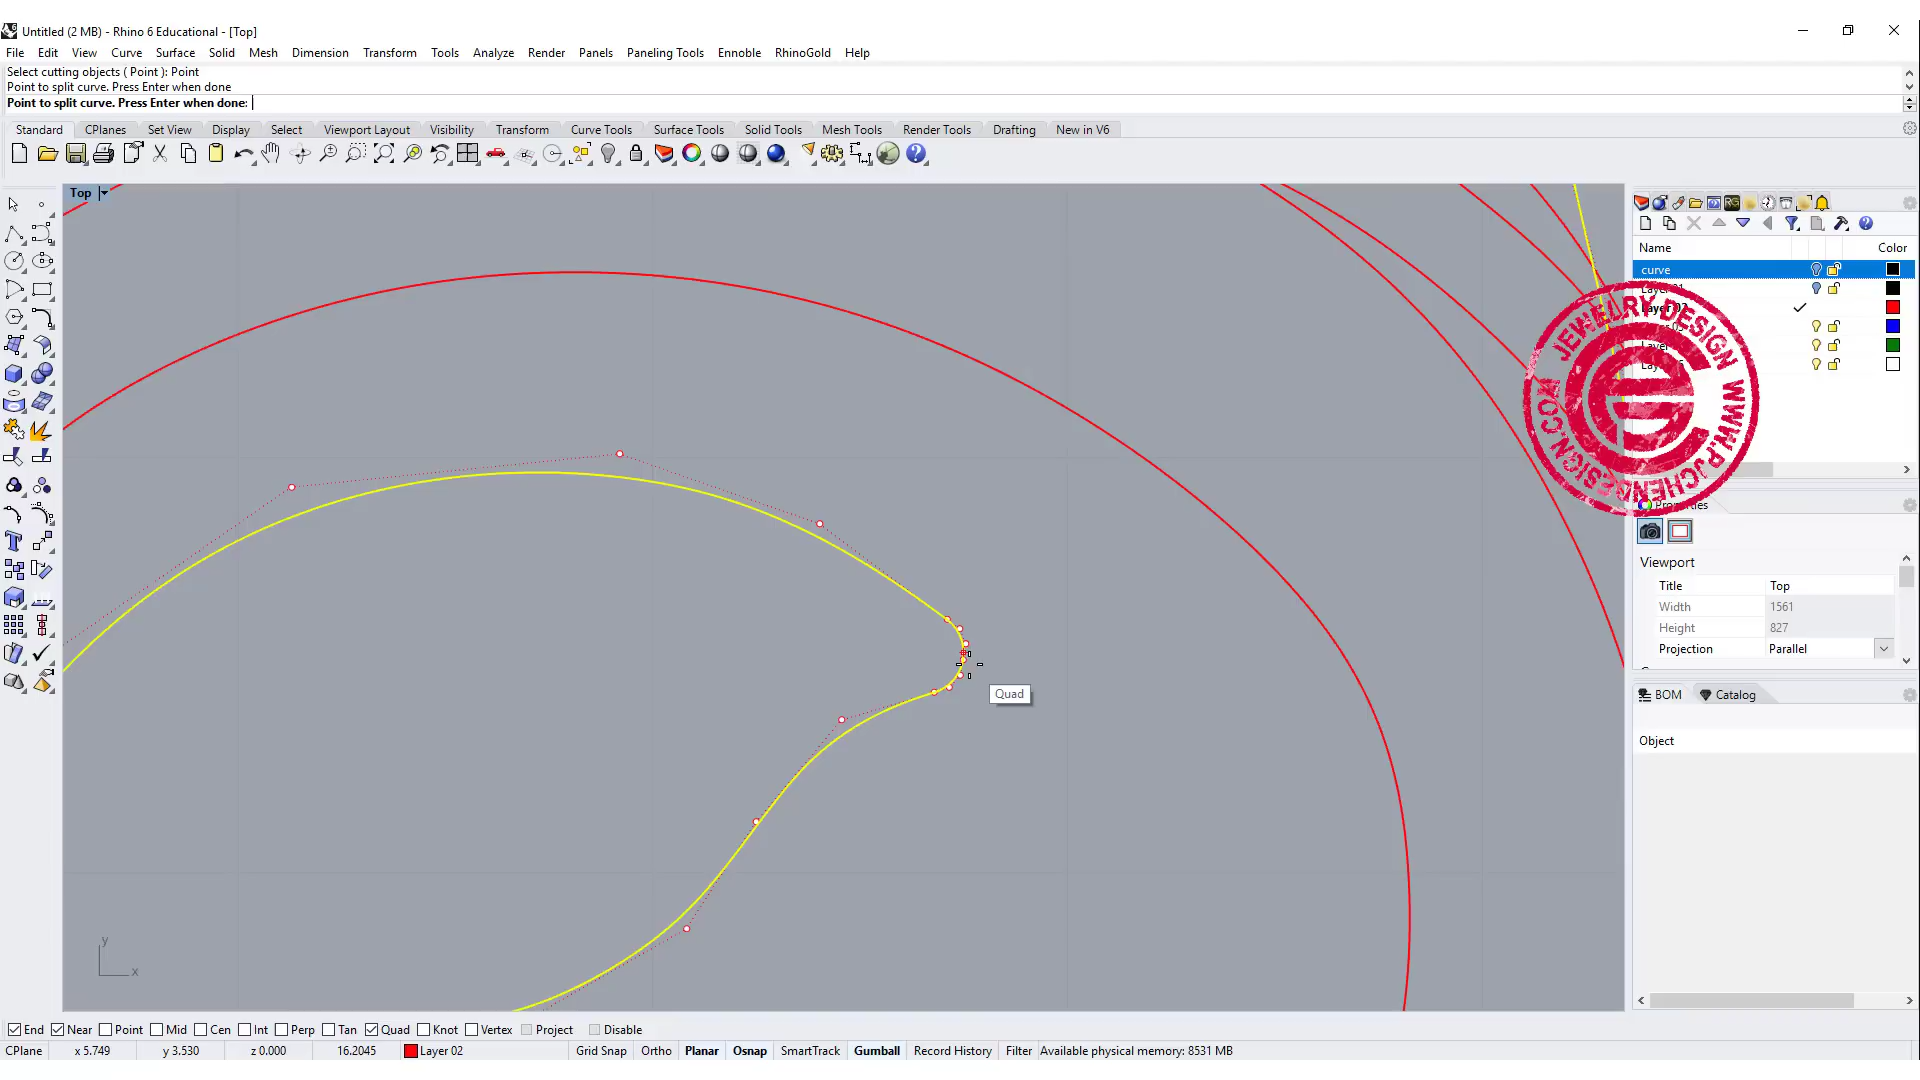 Untitled (2 MB) - Rhino 6 Educational - [Top]
File Edit View Curve Surface Solid Mesh Dimension Transform Tools Analyze Render Panels Paneling Tools Ennoble RhinoGold Help
Select cutting objects ( Point ): Point
Point to split curve. Press Enter when done
Point to split curve. Press Enter when done:
Standard CPlanes Set View Display Select Viewport Layout Visibility Transform Curve Tools Surface Tools Solid Tools Mesh Tools Render Tools Drafting New in V6
Top
RG
Name Color
curve
JEWELRY DESIGN WWW.PJCHENDESIGN.COM
Properties
Viewport
Title Top
Width 1561
Height 827
Projection Parallel
BOM Catalog
Object
Quad
y
x
End Near Point Mid Cen Int Perp Tan Quad Knot Vertex Project Disable
CPlane x 5.749 y 3.530 z 0.000 16.2045 Layer 02 Grid Snap Ortho Planar Osnap SmartTrack Gumball Record History Filter Available physical memory: 8531 MB